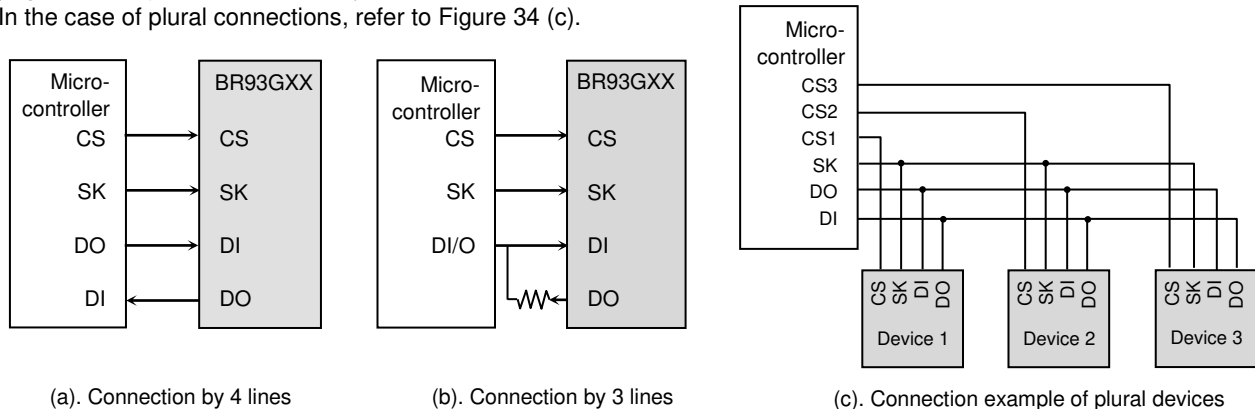 In the case of plural connections, refer to Figure 34 (c).
Micro-
controller
CS
SK
DO
DI
BR93GXX
CS
SK
DI
DO
(a). Connection by 4 lines
Micro-
controller
CS
SK
DI/O
BR93GXX
CS
SK
DI
DO
(b). Connection by 3 lines
Micro-
controller
CS3
CS2
CS1
SK
DO
DI
CS
SK
DI
DO
Device 1
CS
SK
DI
DO
Device 2
CS
SK
DI
DO
Device 3
(c). Connection example of plural devices